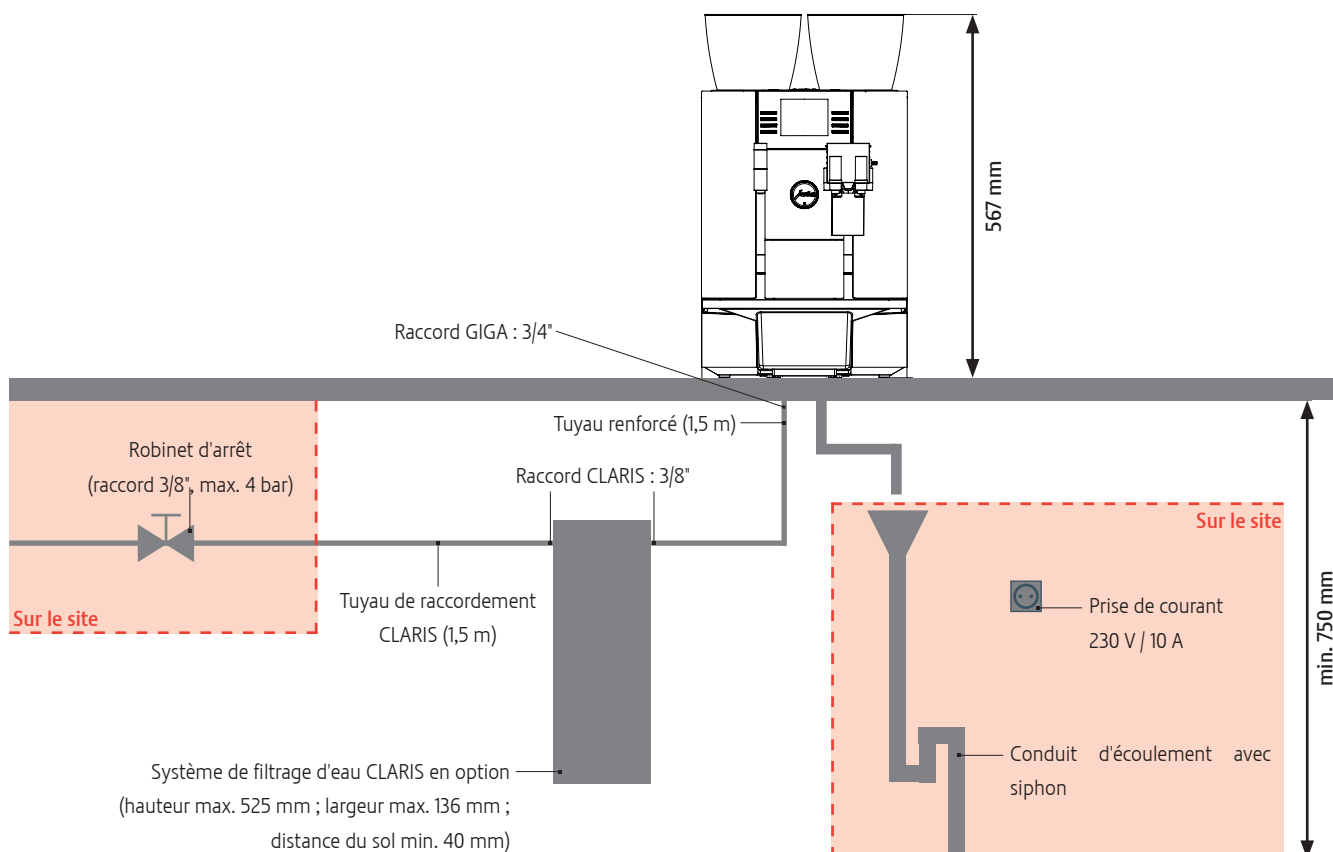 567 mm
Raccord GIGA : 3/4"
Tuyau renforcé (1,5 m)
Robinet d'arrêt
(raccord 3/8", max. 4 bar)
Raccord CLARIS : 3/8"
Sur le site
Tuyau de raccordement
CLARIS (1,5 m)
Sur le site
Prise de courant
230 V / 10 A
min. 750 mm
Conduit d'écoulement avec
siphon
Système de filtrage d'eau CLARIS en option
(hauteur max. 525 mm ; largeur max. 136 mm ;
distance du sol min. 40 mm)